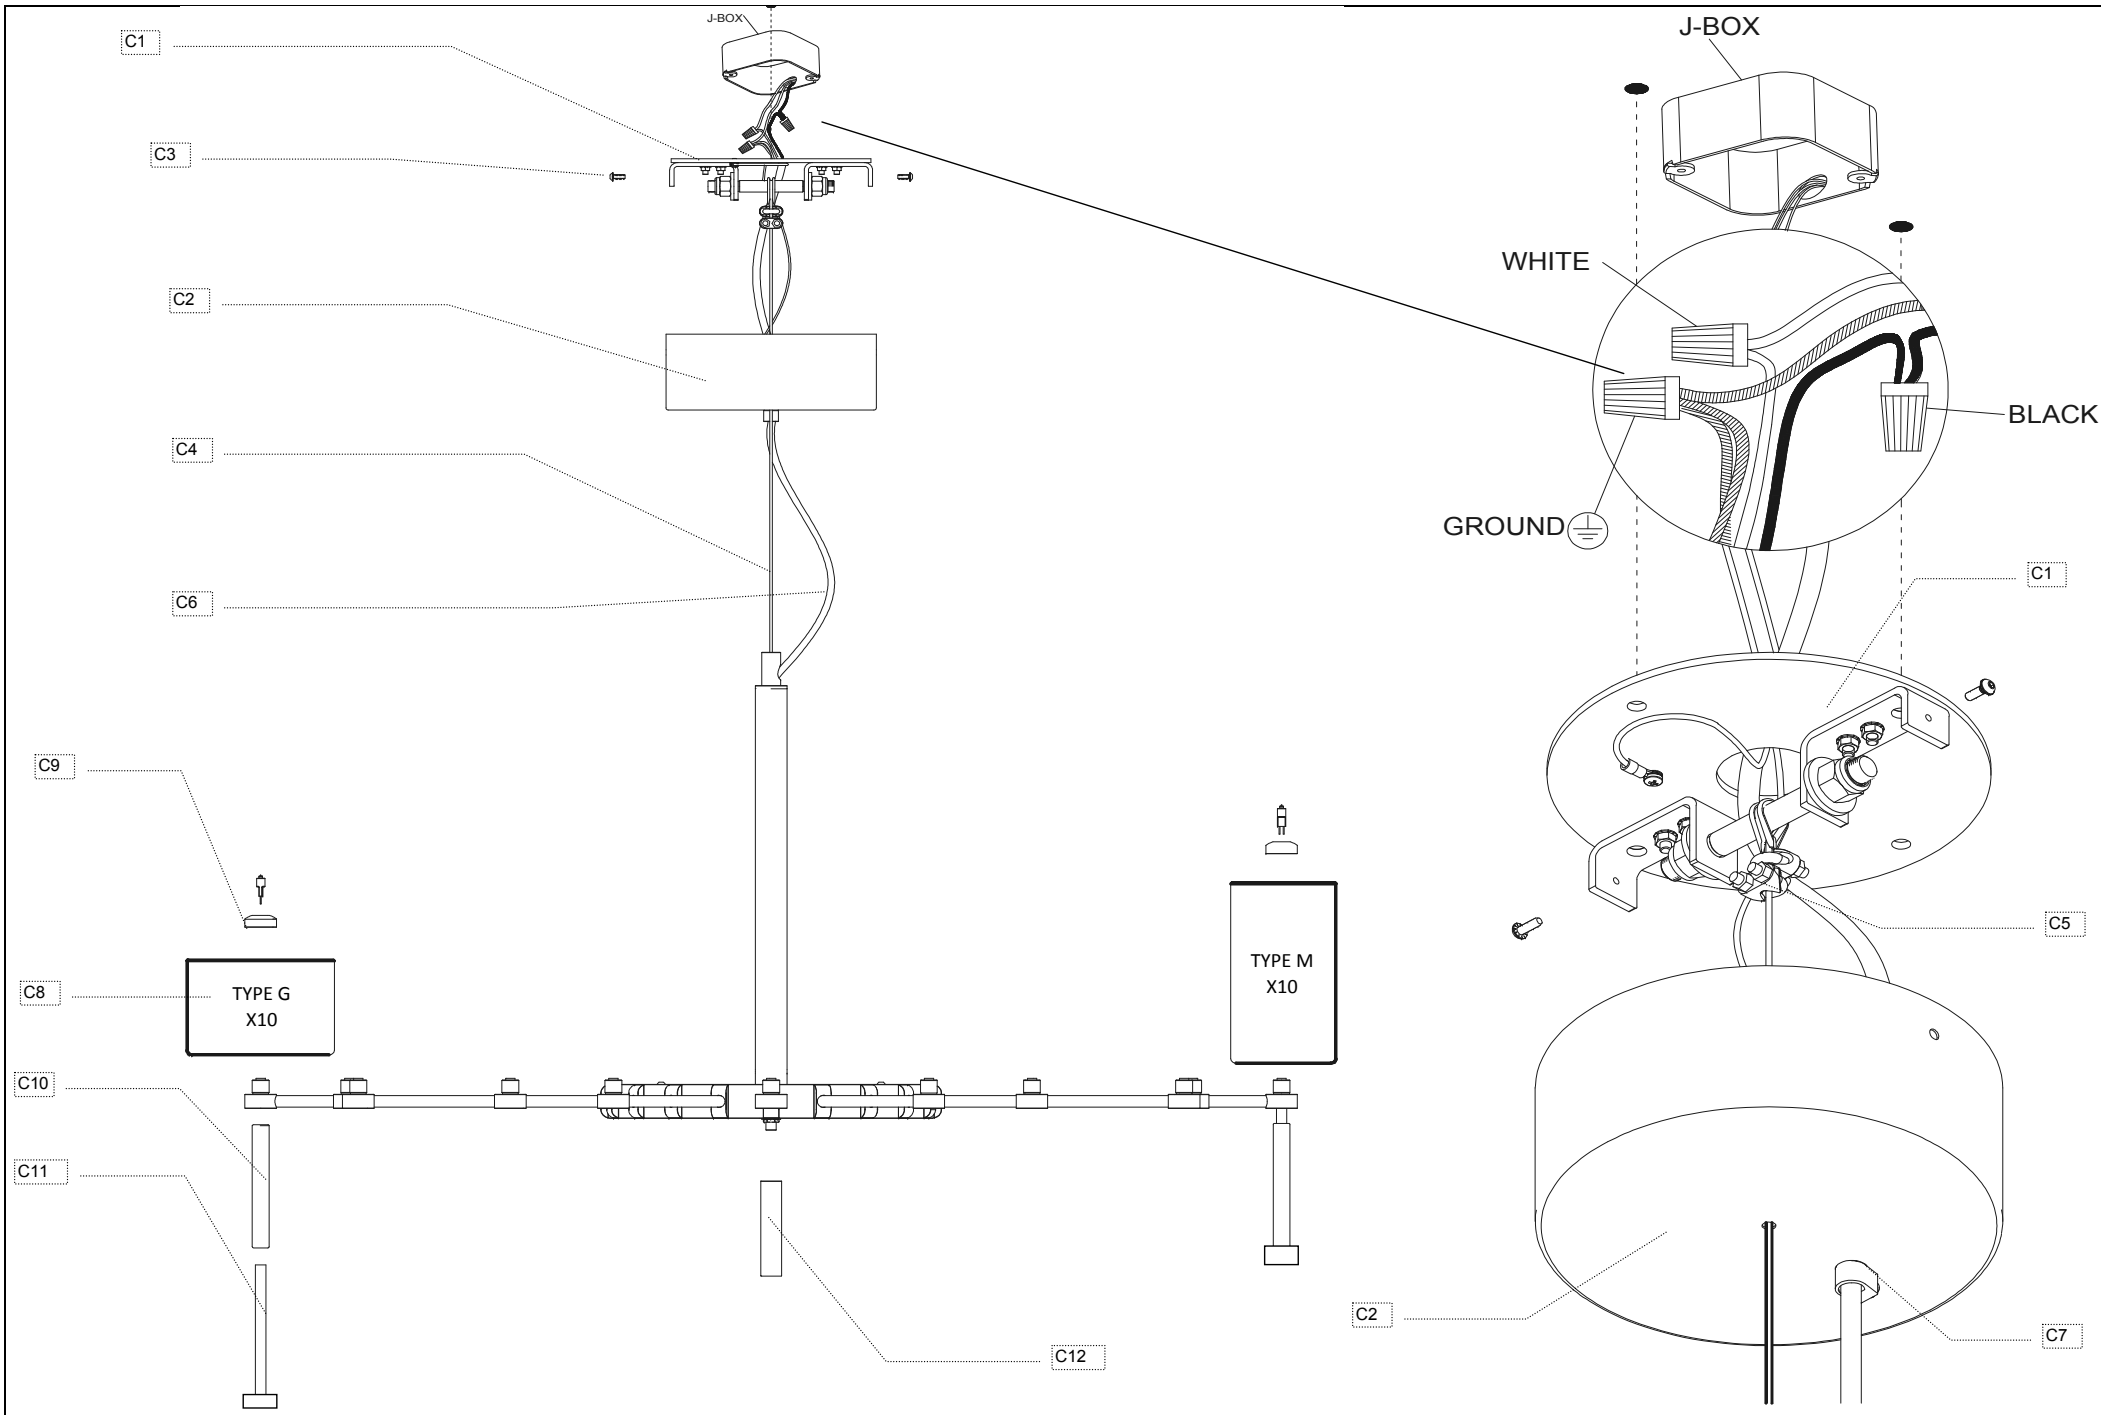 J-BOX
C1
C3
C2
C4
C6
C9
C8
TYPE G
X10
TYPE M
X10
C10
C11
C12
J-BOX
WHITE
BLACK
GROUND
C1
C5
C2
C7